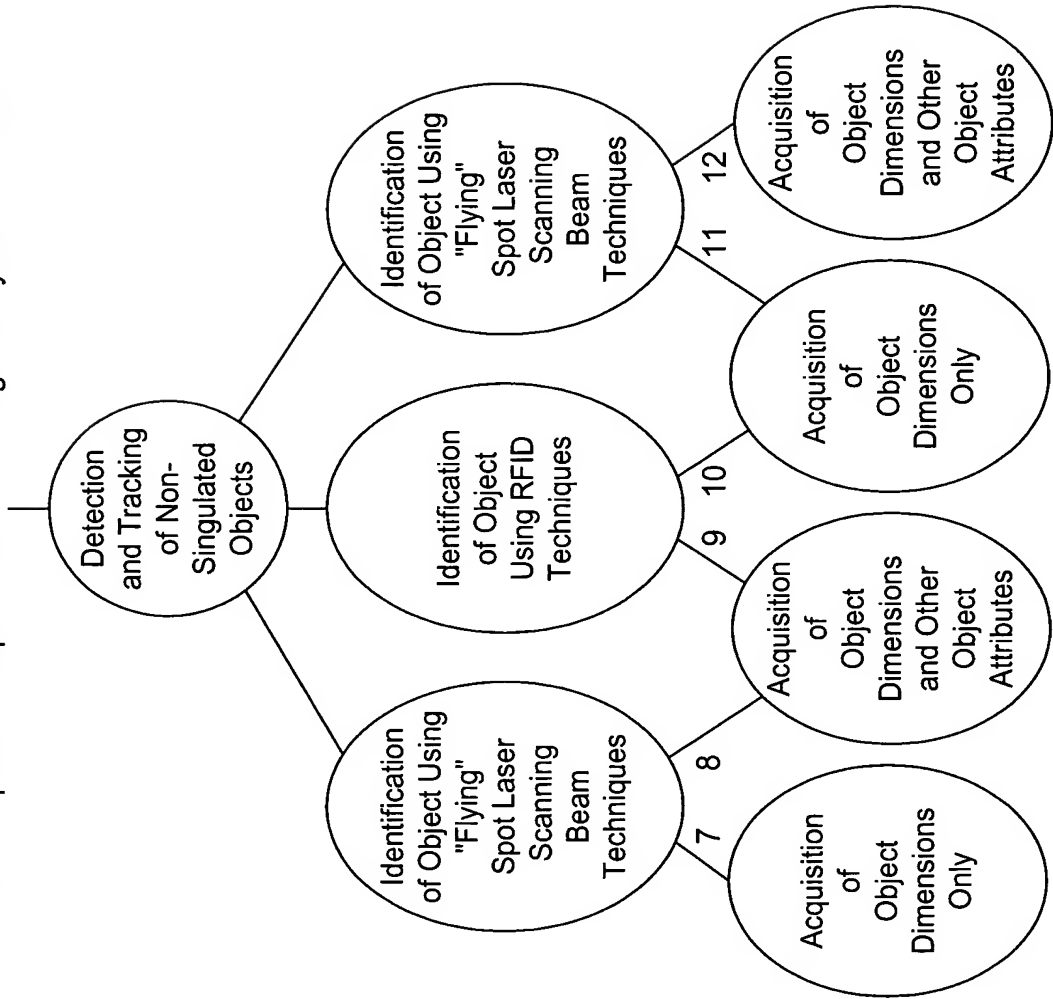 Detection
and Tracking
of Non-
Singulated
Objects
Identification
of Object Using
"Flying"
Spot Laser
Scanning
Beam
Techniques
Identification
of Object
Using RFID
Techniques
Identification
of Object Using
"Flying"
Spot Laser
Scanning
Beam
Techniques
7
8
9
10
11
12
Acquisition
of
Object
Dimensions
Only
Acquisition
of
Object
Dimensions
and Other
Object
Attributes
Acquisition
of
Object
Dimensions
Only
Acquisition
of
Object
Dimensions
and Other
Object
Attributes